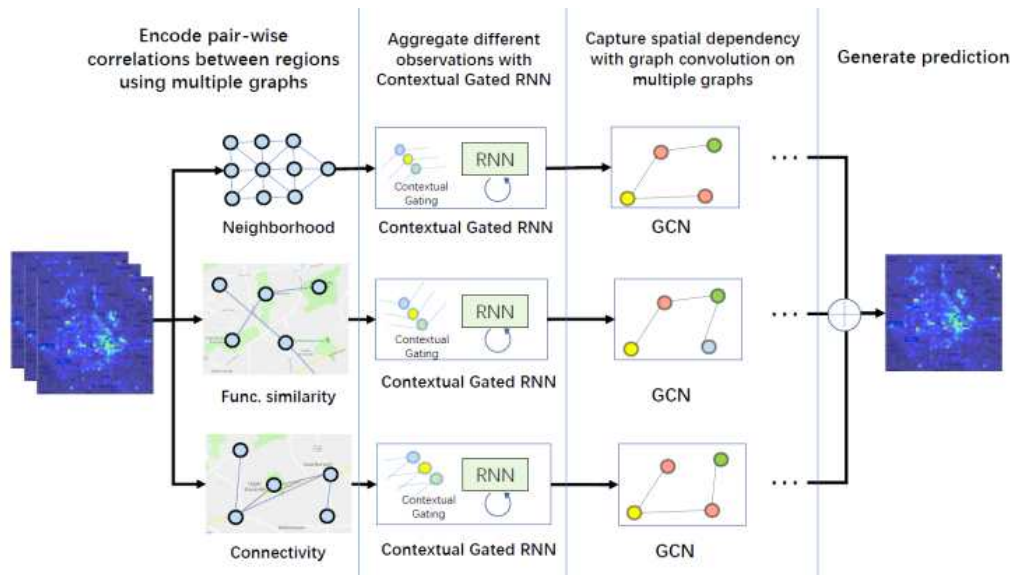 Encode pair-wise
correlations between regions
using multiple graphs
Aggregate different
observations with
Contextual Gated RNN
Capture spatial dependency
with graph convolution on
multiple graphs
Generate prediction
Neighborhood
Contextual
Gating
RNN
Contextual Gated RNN
GCN
...
Func. similarity
Contextual
Gating
RNN
Contextual Gated RNN
GCN
...
Connectivity
Contextual
Gating
RNN
Contextual Gated RNN
GCN
...